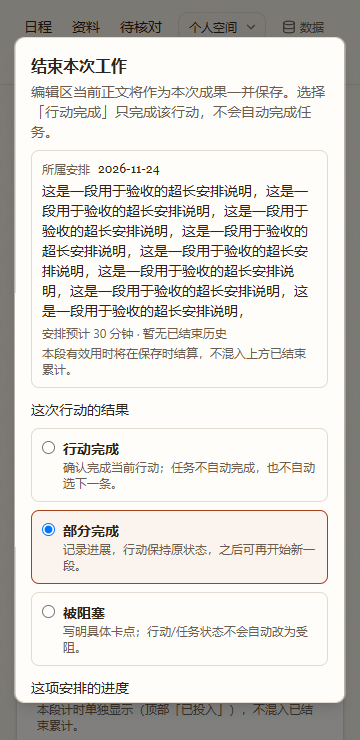 日程 资料 待核对 个人空间 数据
结束本次工作
编辑区当前正文将作为本次成果一并保存。选择
「行动完成」只完成该行动，不会自动完成任
务。
所属安排 2026-11-24
这是一段用于验收的超长安排说明，这是一
段用于验收的超长安排说明，这是一段用于
验收的超长安排说明，这是一段用于验收的
超长安排说明，这是一段用于验收的超长安
排说明，这是一段用于验收的超长安排说
明，这是一段用于验收的超长安排说明，这
是一段用于验收的超长安排说明，
安排预计 30 分钟 · 暂无已结束历史
本段有效用时将在保存时结算，不混入上方已结束
累计。
这次行动的结果
行动完成
确认完成当前行动；任务不自动完成，也不自动
选下一条。
部分完成
记录进展，行动保持原状态，之后可再开始新一
段。
被阻塞
写明具体卡点；行动/任务状态不会自动改为受
阻。
这项安排的进度
本段计时单独显示（顶部「已投入」），不混入已结束
累计。